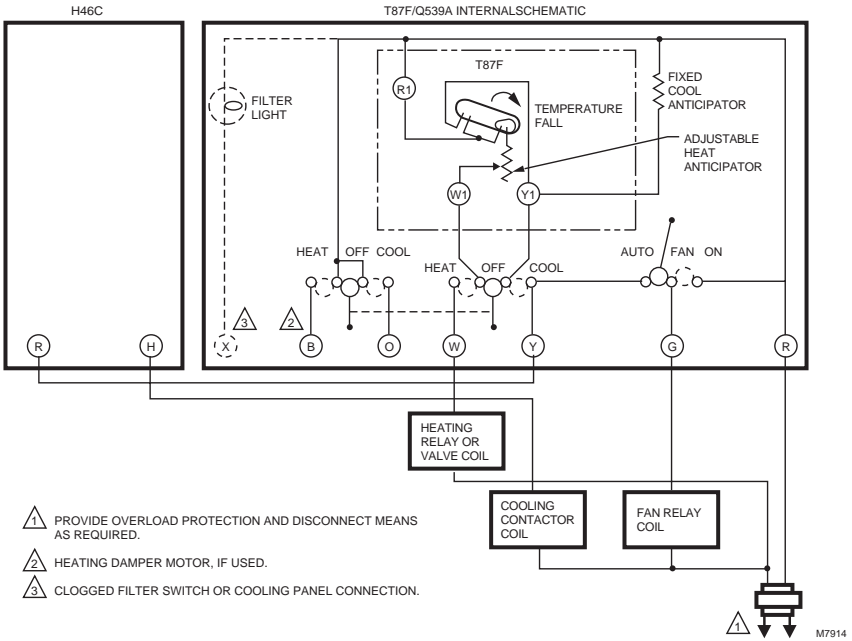 H46C
T87F/Q539A INTERNALSCHEMATIC
T87F
R1
FILTER
LIGHT
TEMPERATURE
FALL
FIXED
COOL
ANTICIPATOR
ADJUSTABLE
HEAT
ANTICIPATOR
W1
Y1
HEAT OFF COOL
HEAT OFF COOL
AUTO FAN ON
3
2
R
H
X
B
O
W
Y
G
R
HEATING
RELAY OR
VALVE COIL
COOLING
CONTACTOR
COIL
FAN RELAY
COIL
1 PROVIDE OVERLOAD PROTECTION AND DISCONNECT MEANS
AS REQUIRED.
2 HEATING DAMPER MOTOR, IF USED.
3 CLOGGED FILTER SWITCH OR COOLING PANEL CONNECTION.
1
M7914